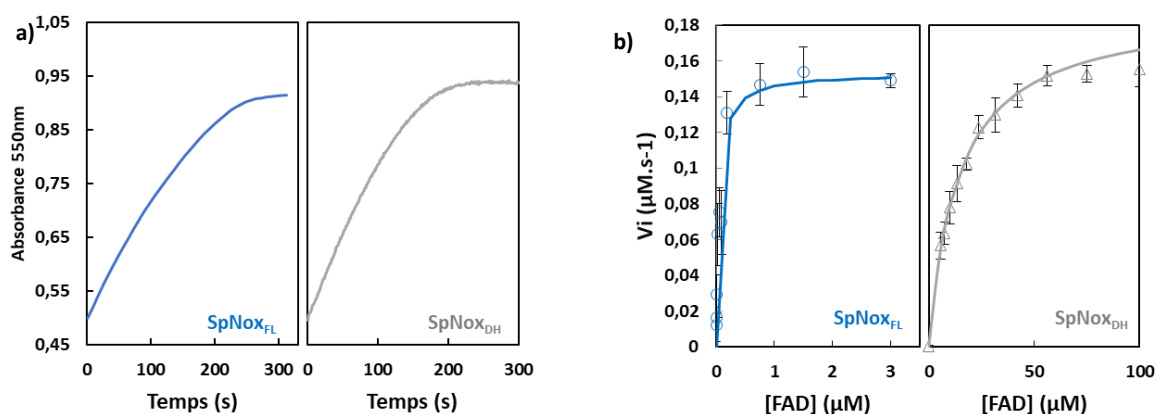 a)
Absorbance 550nm
1,05
0,95
0,85
0,75
0,65
0,55
0,45
SpNoxFL
SpNoxDH
0 100 200 300
0 100 200 300
Temps (s)
Temps (s)
b)
Vi (µM.s-1)
0,18
0,16
0,14
0,12
0,1
0,08
0,06
0,04
0,02
0
SpNoxFL
SpNoxDH
0 1 2 3
0 50 100
[FAD] (µM)
[FAD] (µM)